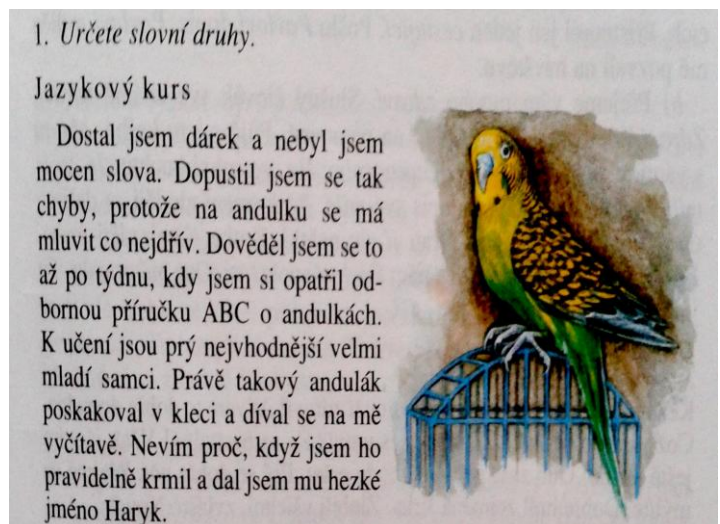 1. Určete slovní druhy.
Jazykový kurs
Dostal jsem dárek a nebyl jsem
mocen slova. Dopustil jsem se tak
chyby, protože na andulku se má
mluvit co nejdřív. Dověděl jsem se to
až po týdnu, kdy jsem si opatřil od-
bornou příručku ABC o andulkách.
K učení jsou prý nejvhodnější velmi
mladí samci. Právě takový andulák
poskakoval v kleci a díval se na mě
vyčítavě. Nevím proč, když jsem ho
pravidelně krmil a dal jsem mu hezké
jméno Haryk.